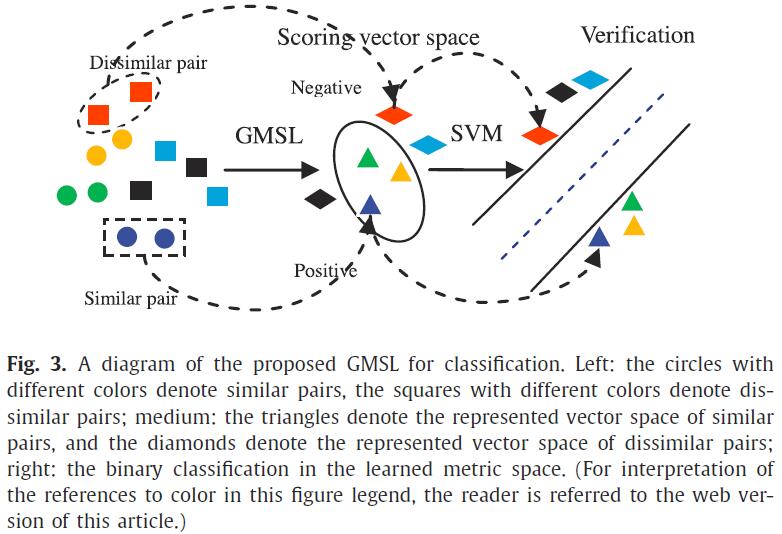 Scoring vector space
Verification
Dissimilar pair
Negative
GMSL
SVM
Positive
Similar pair
Fig. 3. A diagram of the proposed GMSL for classification. Left: the circles with
different colors denote similar pairs, the squares with different colors denote dis-
similar pairs; medium: the triangles denote the represented vector space of similar
pairs, and the diamonds denote the represented vector space of dissimilar pairs;
right: the binary classification in the learned metric space. (For interpretation of
the references to color in this figure legend, the reader is referred to the web ver-
sion of this article.)